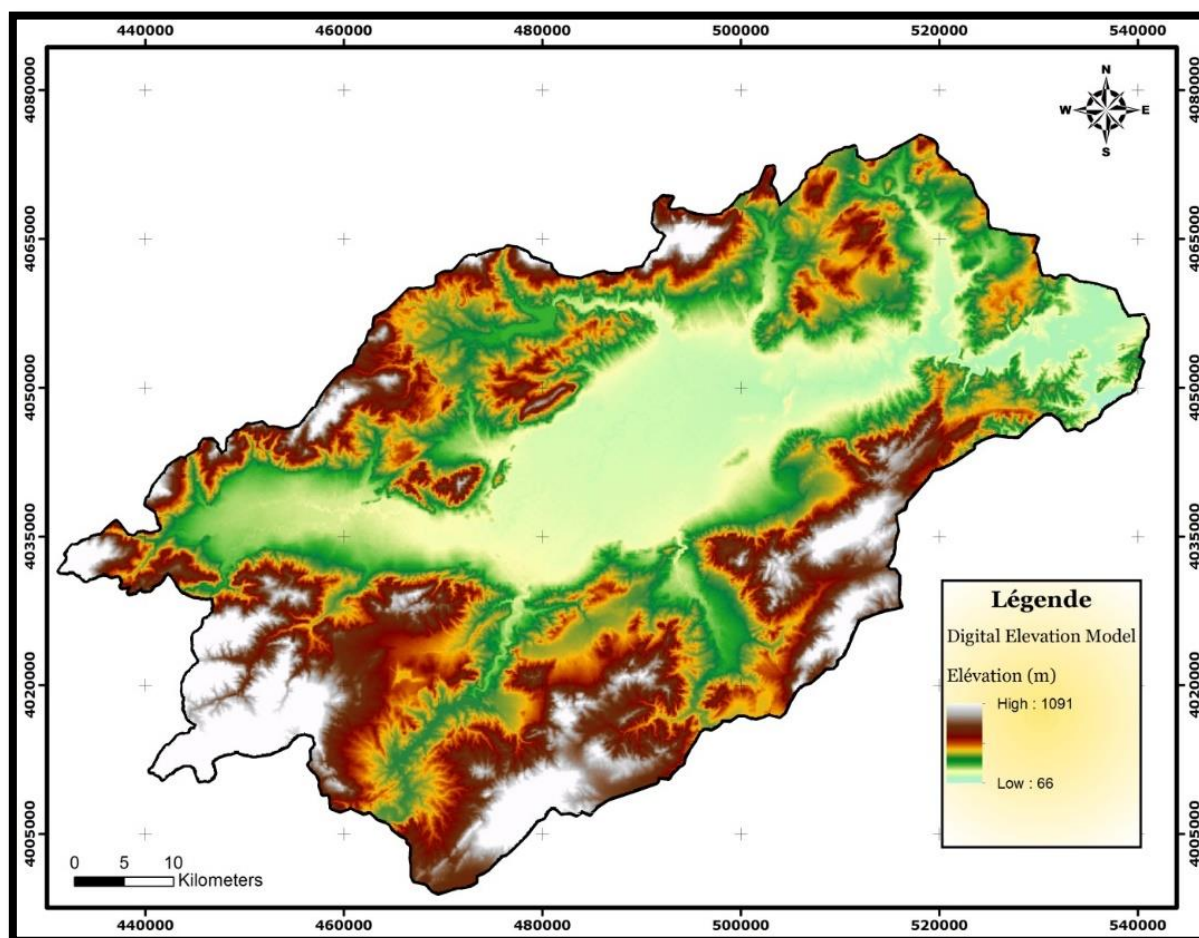 440000 460000 480000 500000 520000 540000
4080000 4080000
N
W E
S
4065000 4065000
4050000 4050000
4035000 4035000
Légende
Digital Elevation Model
Elévation (m)
4020000 4020000
High : 1091
Low : 66
4005000 4005000
0 5 10
Kilometers
440000 460000 480000 500000 520000 540000